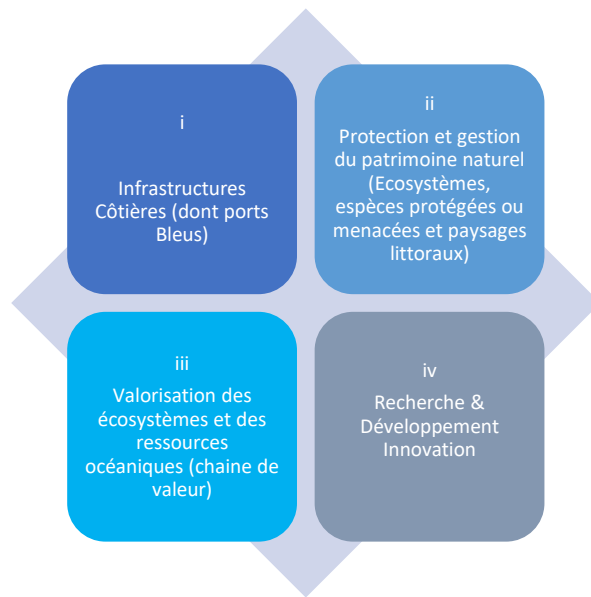 i
Infrastructures
Côtières (dont ports
Bleus)
ii
Protection et gestion
du patrimoine naturel
(Ecosystèmes,
espèces protégées ou
menacées et paysages
littoraux)
iii
Valorisation des
écosystèmes et des
ressources
océaniques (chaine de
valeur)
iv
Recherche &
Développement
Innovation